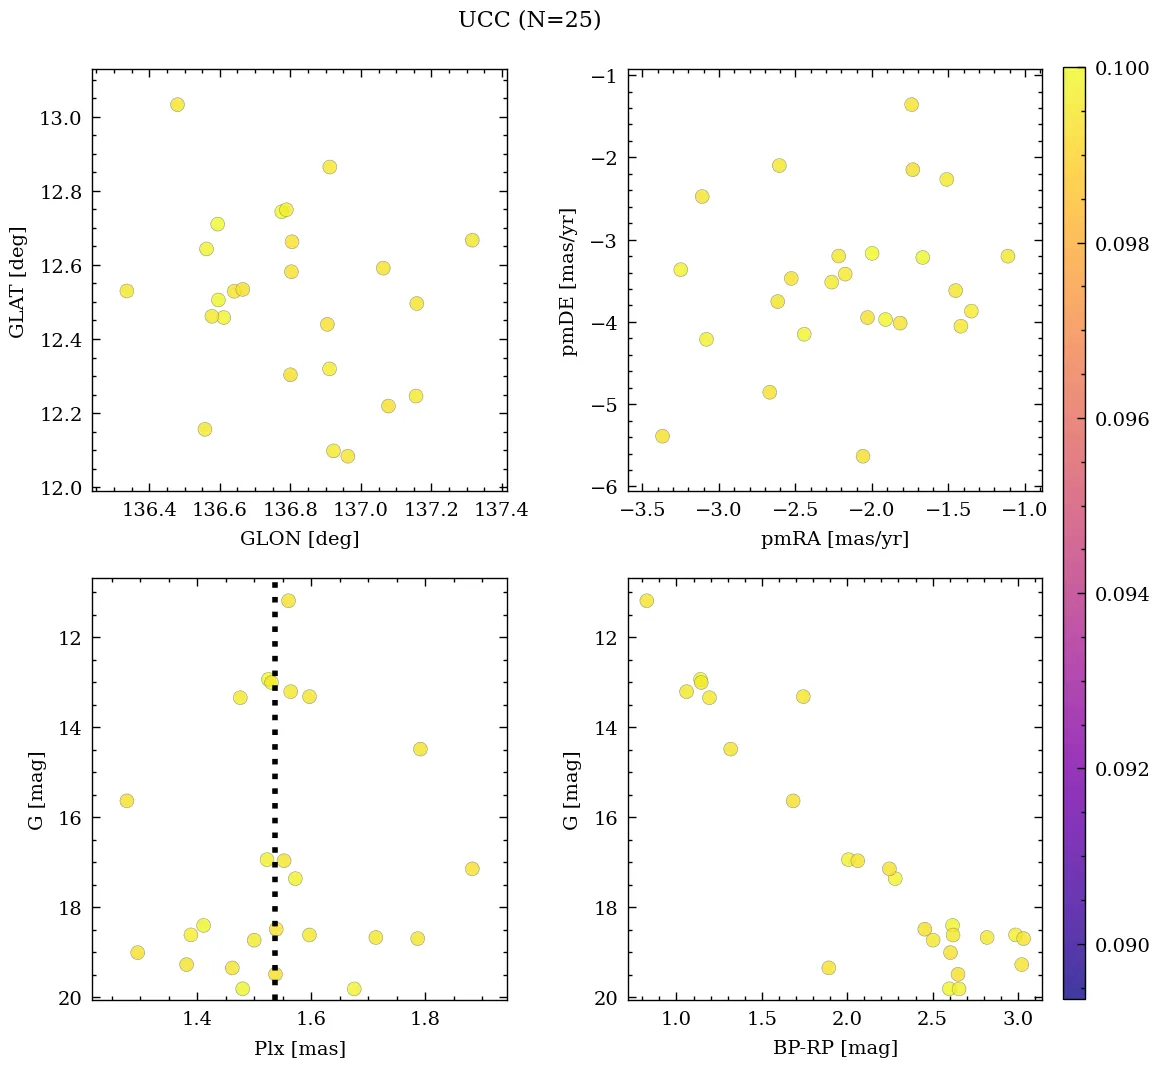 UCC (N=25)
13.0
12.8
12.6
12.4
12.2
12.0
GLAT [deg]
136.4 136.6 136.8 137.0 137.2 137.4
GLON [deg]
−1
−2
−3
−4
−5
−6
pmDE [mas/yr]
−3.5 −3.0 −2.5 −2.0 −1.5 −1.0
pmRA [mas/yr]
12
14
16
18
20
G [mag]
1.4 1.6 1.8
Plx [mas]
12
14
16
18
20
G [mag]
1.0 1.5 2.0 2.5 3.0
BP-RP [mag]
0.100
0.098
0.096
0.094
0.092
0.090